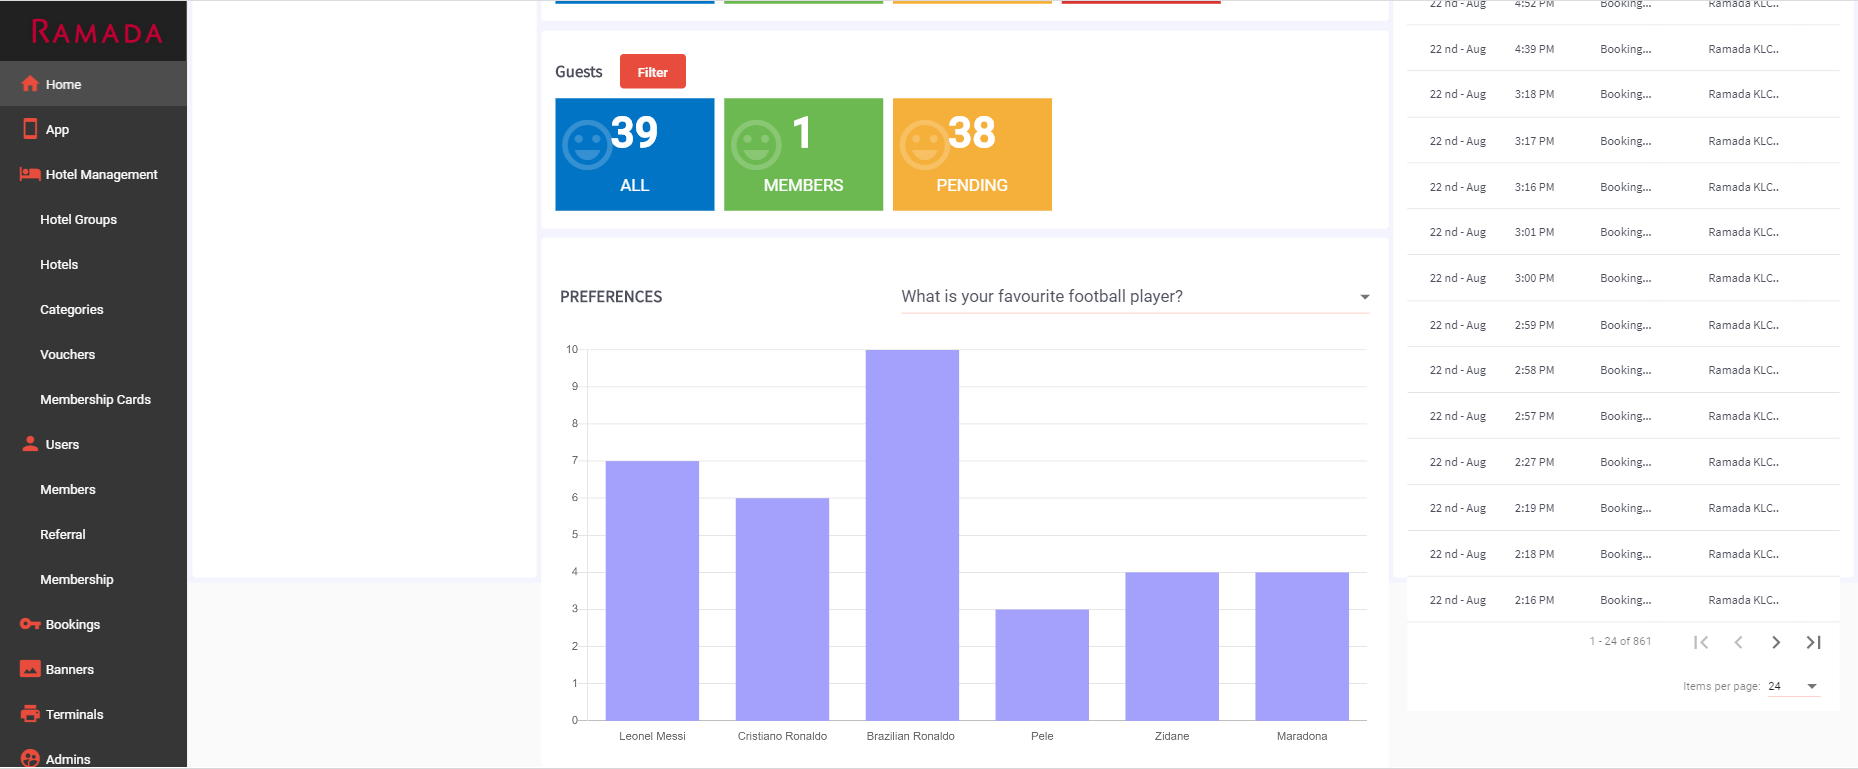 RAMADA
Home
App
Hotel Management
Hotel Groups
Hotels
Categories
Vouchers
Membership Cards
Users
Members
Referral
Membership
Bookings
Banners
Terminals
Admins
Guests
Filter
39
ALL
1
MEMBERS
38
PENDING
PREFERENCES
What is your favourite football player?
10
9
8
7
6
5
4
3
2
1
0
Leonel Messi
Cristiano Ronaldo
Brazilian Ronaldo
Pele
Zidane
Maradona
22 nd - Aug 4:52 PM Booking... Ramada KLC..
22 nd - Aug 4:39 PM Booking... Ramada KLC..
22 nd - Aug 3:18 PM Booking... Ramada KLC..
22 nd - Aug 3:17 PM Booking... Ramada KLC..
22 nd - Aug 3:16 PM Booking... Ramada KLC..
22 nd - Aug 3:01 PM Booking... Ramada KLC..
22 nd - Aug 3:00 PM Booking... Ramada KLC..
22 nd - Aug 2:59 PM Booking... Ramada KLC..
22 nd - Aug 2:58 PM Booking... Ramada KLC..
22 nd - Aug 2:57 PM Booking... Ramada KLC..
22 nd - Aug 2:27 PM Booking... Ramada KLC..
22 nd - Aug 2:19 PM Booking... Ramada KLC..
22 nd - Aug 2:18 PM Booking... Ramada KLC..
22 nd - Aug 2:16 PM Booking... Ramada KLC..
1 - 24 of 861
Items per page: 24